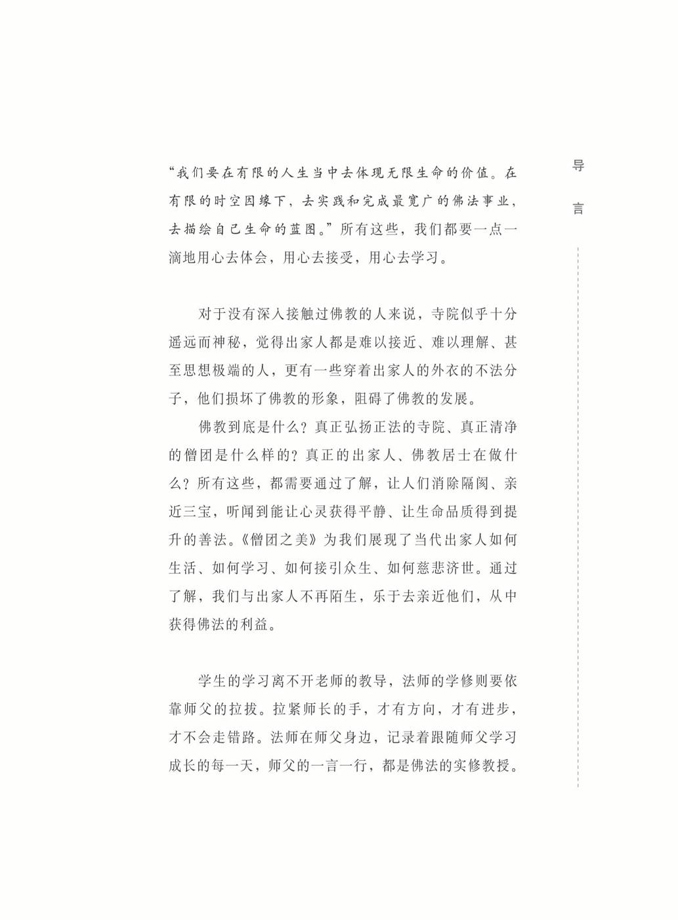 导言
“我们要在有限的人生当中去体现无限生命的价值。在
有限的时空因缘下，去实践和完成最宽广的佛法事业，
去描绘自己生命的蓝图。”所有这些，我们都要一点一
滴地用心去体会，用心去接受，用心去学习。
对于没有深入接触过佛教的人来说，寺院似乎十分
遥远而神秘，觉得出家人都是难以接近、难以理解、甚
至思想极端的人，更有一些穿着出家人的外衣的不法分
子，他们损坏了佛教的形象，阻碍了佛教的发展。
佛教到底是什么？真正弘扬正法的寺院、真正清净
的僧团是什么样的？真正的出家人、佛教居士在做什
么？所有这些，都需要通过了解，让人们消除隔阂、亲
近三宝，听闻到能让心灵获得平静、让生命品质得到提
升的善法。《僧团之美》为我们展现了当代出家人如何
生活、如何学习、如何接引众生、如何慈悲济世。通过
了解，我们与出家人不再陌生，乐于去亲近他们，从中
获得佛法的利益。
学生的学习离不开老师的教导，法师的学修则要依
靠师父的拉拔。拉紧师长的手，才有方向，才有进步，
才不会走错路。法师在师父身边，记录着跟随师父学习
成长的每一天，师父的一言一行，都是佛法的实修教授。